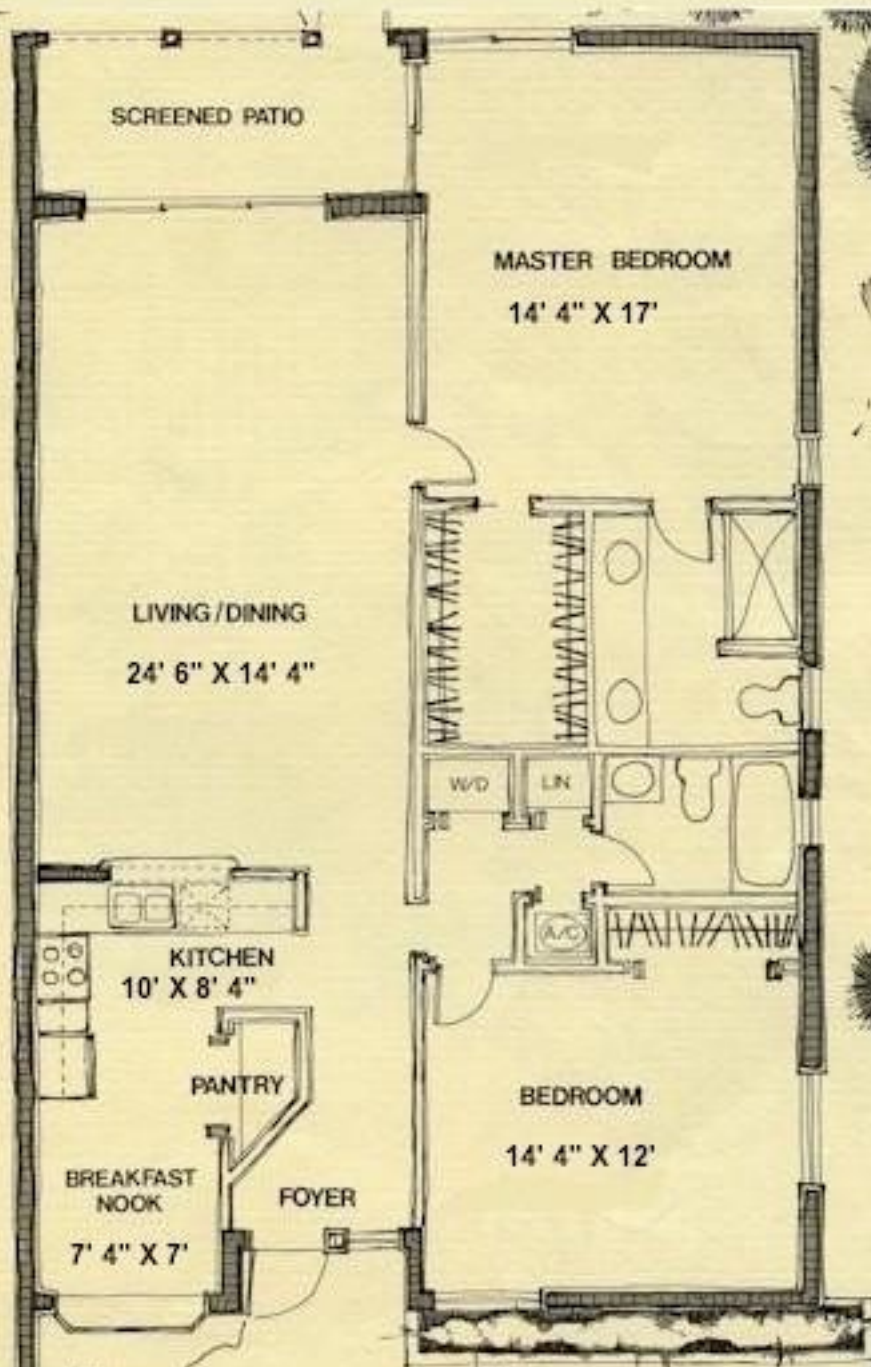 SCREENED PATIO
MASTER BEDROOM
14' 4" X 17'
LIVING/DINING
24' 6" X 14' 4"
W/D
LIN
A/C
KITCHEN
10' X 8' 4"
PANTRY
BEDROOM
14' 4" X 12'
BREAKFAST
NOOK
7' 4" X 7'
FOYER